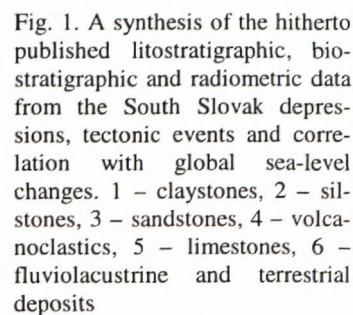 Fig. 1. A synthesis of the hitherto
published litostratigraphic, bio-
stratigraphic and radiometric data
from the South Slovak depres-
sions, tectonic events and corre-
lation with global sea-level
changes. 1 – claystones, 2 – sil-
stones, 3 – sandstones, 4 – volca-
noclastics, 5 – limestones, 6 –
fluviolacustrine and terrestrial
deposits